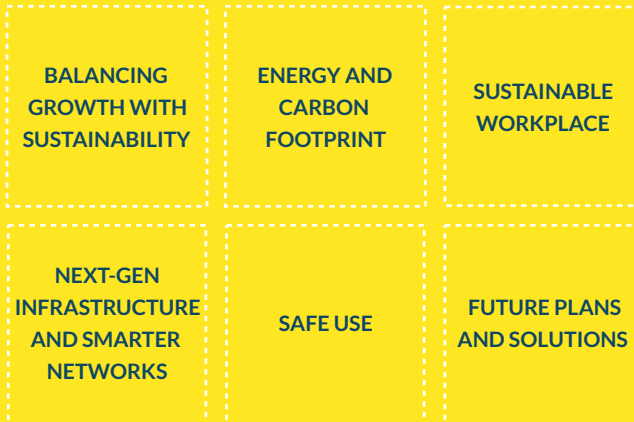 BALANCING
GROWTH WITH
SUSTAINABILITY
ENERGY AND
CARBON
FOOTPRINT
SUSTAINABLE
WORKPLACE
NEXT-GEN
INFRASTRUCTURE
AND SMARTER
NETWORKS
SAFE USE
FUTURE PLANS
AND SOLUTIONS